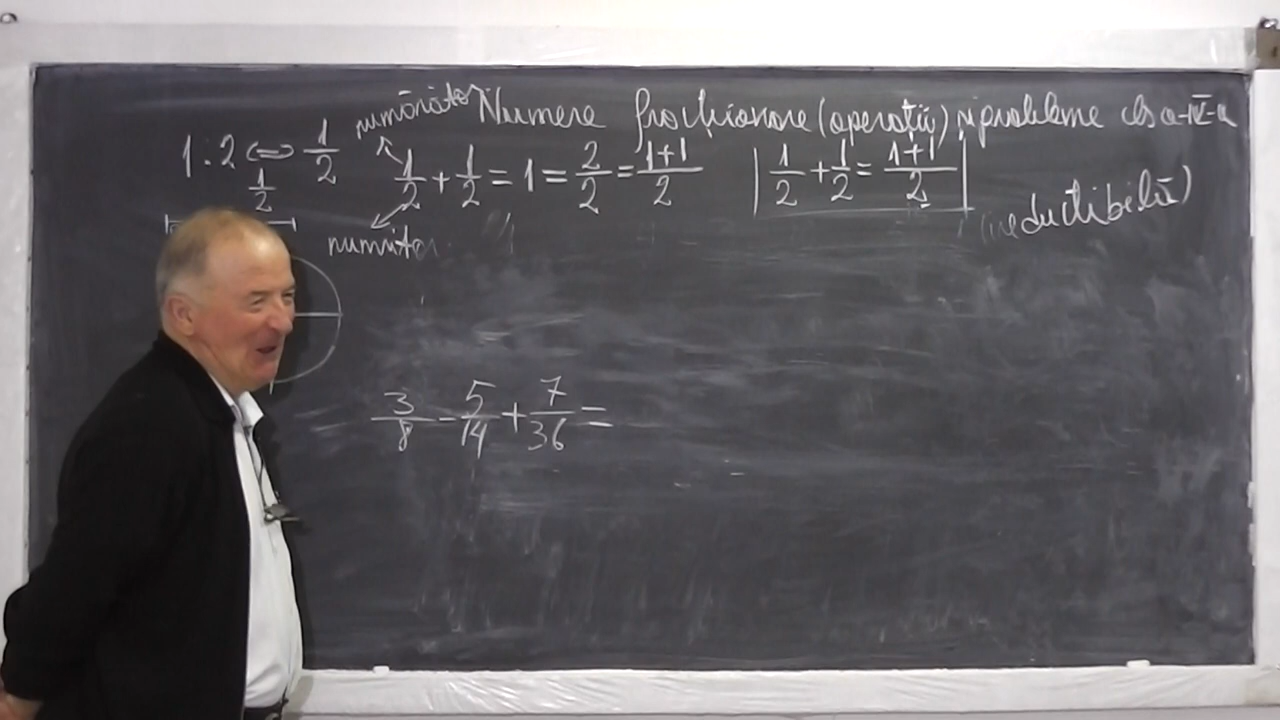 numărător Numere fracționare (operații) și probleme cls a-IV-a
1:2 ⇔ 1/2
1/2 + 1/2 = 1 = 2/2 = (1+1)/2 | 1/2 + 1/2 = (1+1)/2 |
1/2
(ireductibilă)
numito
3/8 - 5/14 + 7/36 =